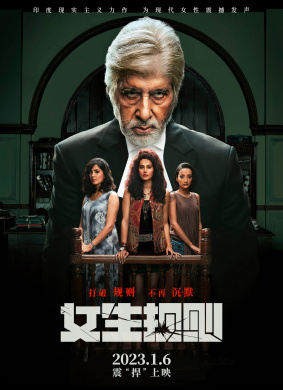 印度现实主义力作 为现代女性震撼发声
打破 规则 不再 沉默
女生规则
2023.1.6
震“捍”上映